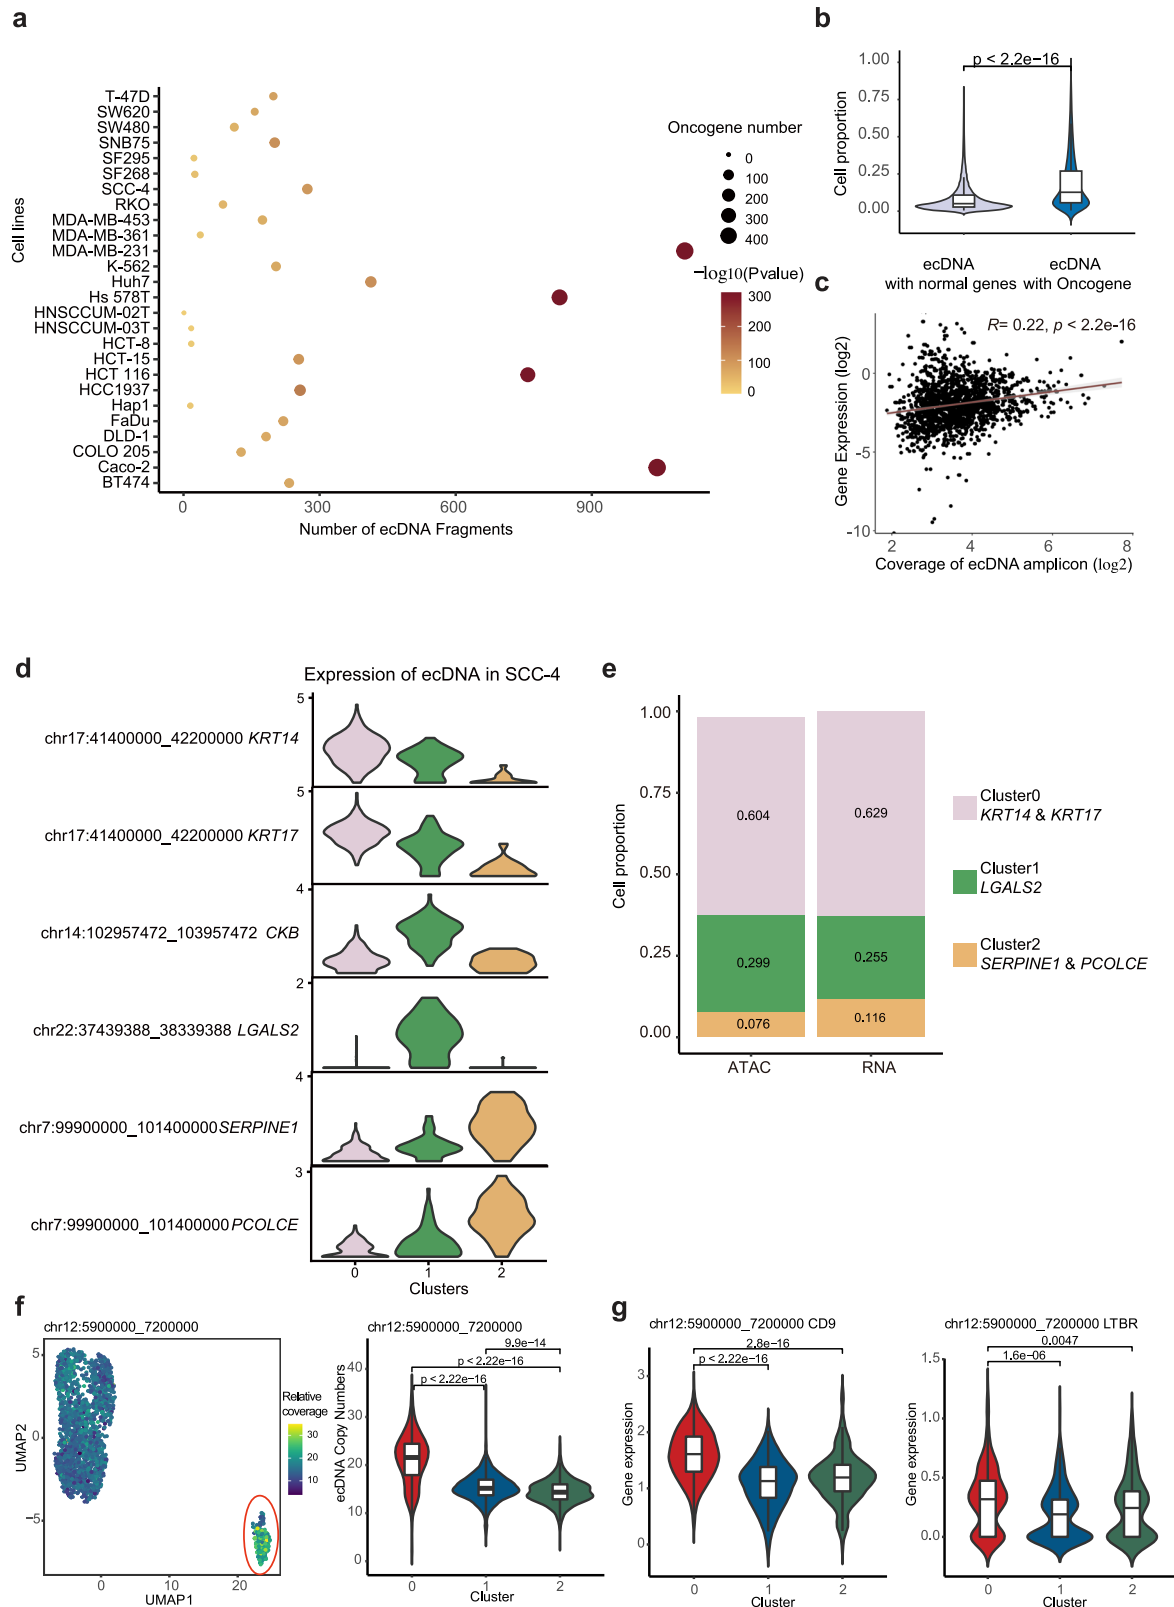 a
Cell lines
T-47D
SW620
SW480
SNB75
SF295
SF268
SCC-4
RKO
MDA-MB-453
MDA-MB-361
MDA-MB-231
K-562
Huh7
Hs 578T
HNSCCUM-02T
HNSCCUM-03T
HCT-8
HCT-15
HCT 116
HCC1937
Hap1
FaDu
DLD-1
COLO 205
Caco-2
BT474
0 300 600 900
Number of ecDNA Fragments
Oncogene number
0
100
200
300
400
−log10(Pvalue)
300
200
100
0
b
p < 2.2e-16
Cell proportion
1.00
0.75
0.50
0.25
0.00
ecDNA with normal genes
ecDNA with Oncogene
c
R= 0.22, p < 2.2e-16
Gene Expression (log2)
0
-5
-10
2 4 6 8
Coverage of ecDNA amplicon (log2)
d
Expression of ecDNA in SCC-4
5
chr17:41400000_42200000 KRT14
5
chr17:41400000_42200000 KRT17
4
chr14:102957472_103957472 CKB
2
chr22:37439388_38339388 LGALS2
4
chr7:99900000_101400000 SERPINE1
3
chr7:99900000_101400000 PCOLCE
0 1 2
Clusters
e
Cell proportion
1.00
0.75
0.50
0.25
0.00
0.604
0.299
0.076
0.629
0.255
0.116
ATAC RNA
Cluster0
KRT14 & KRT17
Cluster1
LGALS2
Cluster2
SERPINE1 & PCOLCE
f
chr12:5900000_7200000
UMAP2
5
0
−5
0 10 20
UMAP1
Relative
coverage
30
20
10
chr12:5900000_7200000
9.9e-14
p < 2.22e-16
p < 2.22e-16
ecDNA Copy Numbers
40
30
20
10
0
0 1 2
Cluster
g
chr12:5900000_7200000 CD9
2.8e-16
p < 2.22e-16
Gene expression
3
2
1
0
0 1 2
Cluster
chr12:5900000_7200000 LTBR
0.0047
1.6e-06
Gene expression
1.5
1.0
0.5
0.0
0 1 2
Cluster